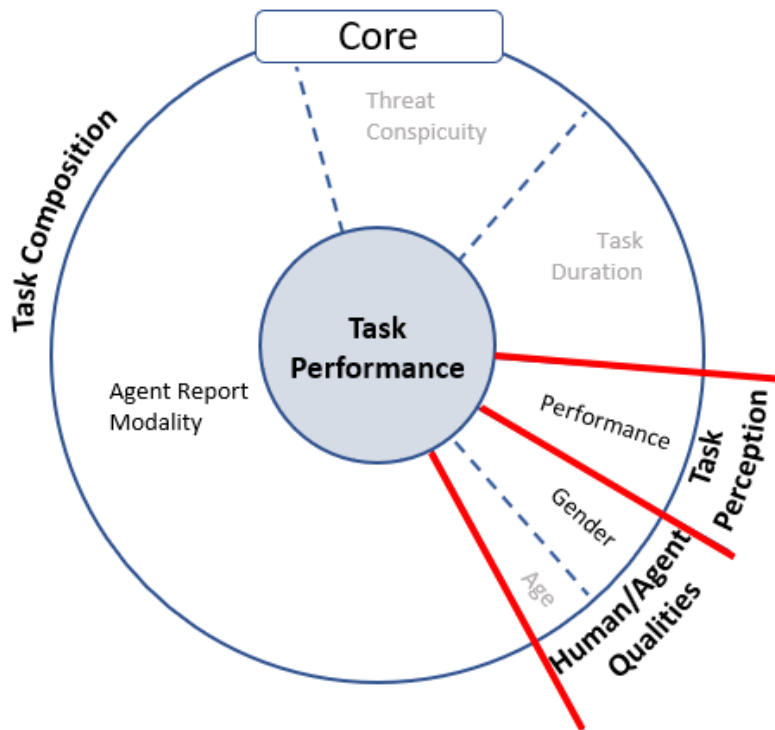 Core
Threat
Conspicuity
Task Composition
Task
Duration
Task
Performance
Agent Report
Modality
Performance
Task
Perception
Gender
Age
Human/Agent
Qualities